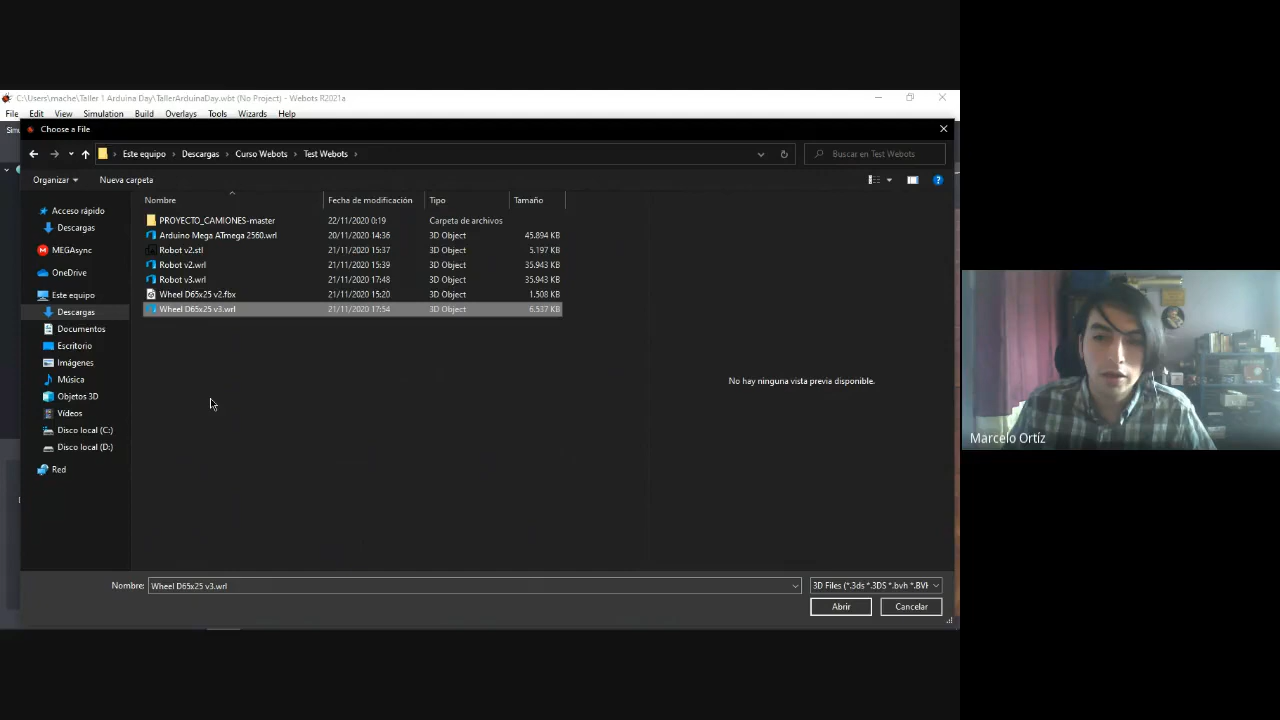 C:\Users\mache\Taller 1 Arduina Day\TallerArduinaDay.wbt (No Project) - Webots R2021a
File Edit View Simulation Build Overlays Tools Wizards Help
Choose a File
Este equipo Descargas Curso Webots Test Webots
Buscar en Test Webots
Organizar Nueva carpeta
Nombre Fecha de modificación Tipo Tamaño
PROYECTO_CAMIONES-master 22/11/2020 0:19 Carpeta de archivos
Arduino Mega ATmega 2560.wrl 20/11/2020 14:36 3D Object 45.894 KB
Robot v2.stl 21/11/2020 15:37 3D Object 5.197 KB
Robot v2.wrl 21/11/2020 15:39 3D Object 35.943 KB
Robot v3.wrl 21/11/2020 17:48 3D Object 35.943 KB
Wheel D65x25 v2.fbx 21/11/2020 15:20 3D Object 1.508 KB
Wheel D65x25 v3.wrl 21/11/2020 17:54 3D Object 6.537 KB
Acceso rápido
Descargas
MEGAsync
OneDrive
Este equipo
Descargas
Documentos
Escritorio
Imágenes
Música
Objetos 3D
Vídeos
Disco local (C:)
Disco local (D:)
Red
No hay ninguna vista previa disponible.
Nombre: Wheel D65x25 v3.wrl
3D Files (*.3ds *.3DS *.bvh *.BVH
Abrir Cancelar
Marcelo Ortíz